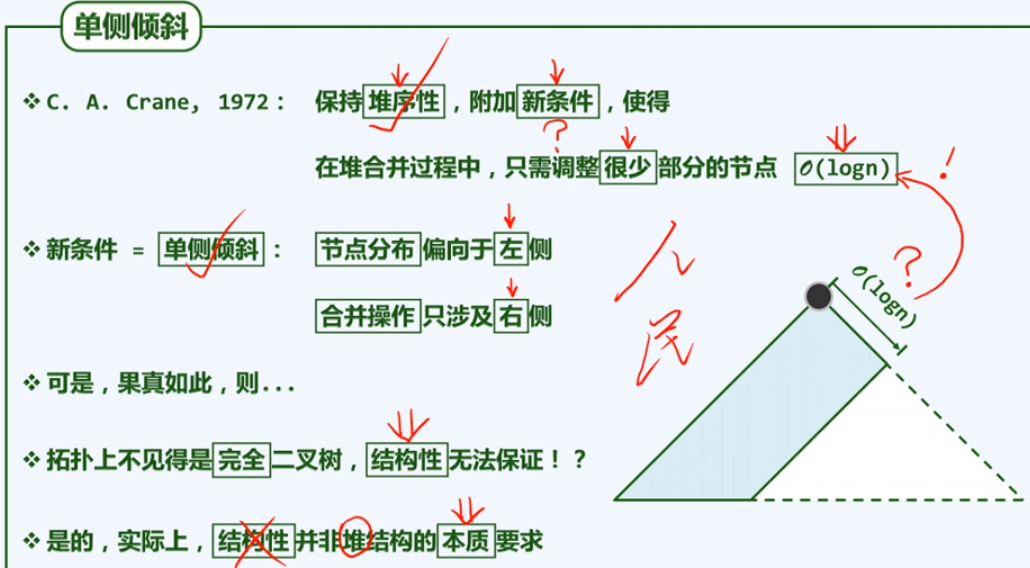 单侧倾斜
❖ C. A. Crane, 1972： 保持堆序性，附加新条件，使得
?
在堆合并过程中，只需调整很少部分的节点 O(logn)
!
❖ 新条件 = 单侧倾斜： 节点分布偏向于左侧
合并操作只涉及右侧
人
民
?
O(logn)
❖ 可是，果真如此，则...
❖ 拓扑上不见得是完全二叉树，结构性无法保证！？
❖ 是的，实际上，结构性并非堆结构的本质要求